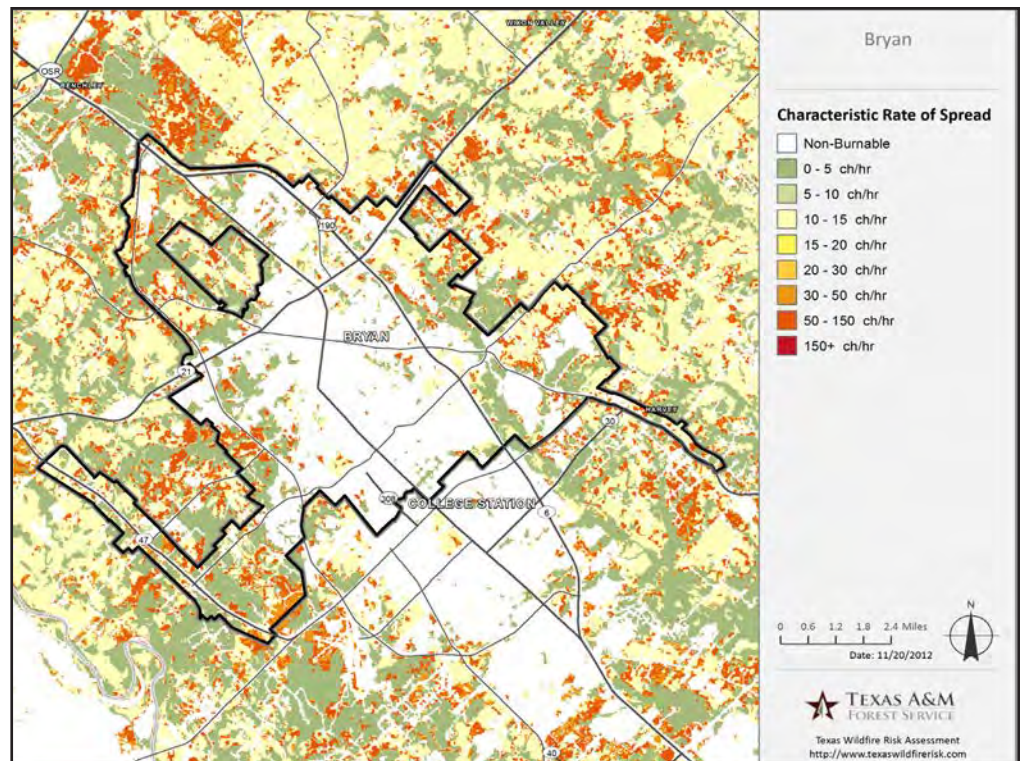 WIXON VALLEY
OSR
BENCHLEY
190
BRYAN
21
HARVEY
30
308
COLLEGE STATION
6
47
40
Bryan
Characteristic Rate of Spread
Non-Burnable
0 - 5 ch/hr
5 - 10 ch/hr
10 - 15 ch/hr
15 - 20 ch/hr
20 - 30 ch/hr
30 - 50 ch/hr
50 - 150 ch/hr
150+ ch/hr
0 0.6 1.2 1.8 2.4 Miles
N
Date: 11/20/2012
TEXAS A&M
FOREST SERVICE
Texas Wildfire Risk Assessment
http://www.texaswildfirerisk.com